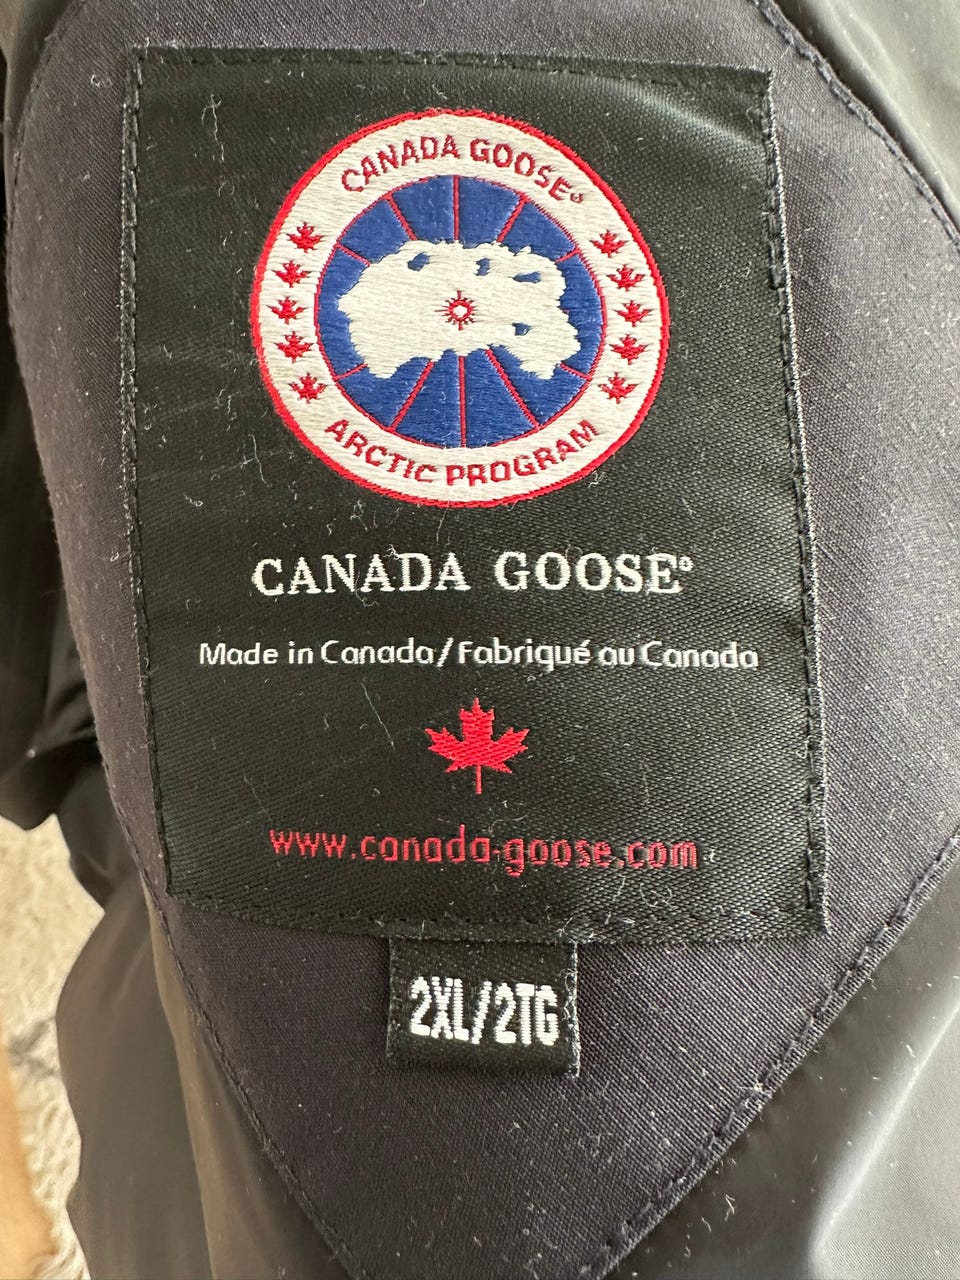 CANADA GOOSE®
ARCTIC PROGRAM
CANADA GOOSE®
Made in Canada/Fabriqué au Canada
www.canada-goose.com
2XL/2TG